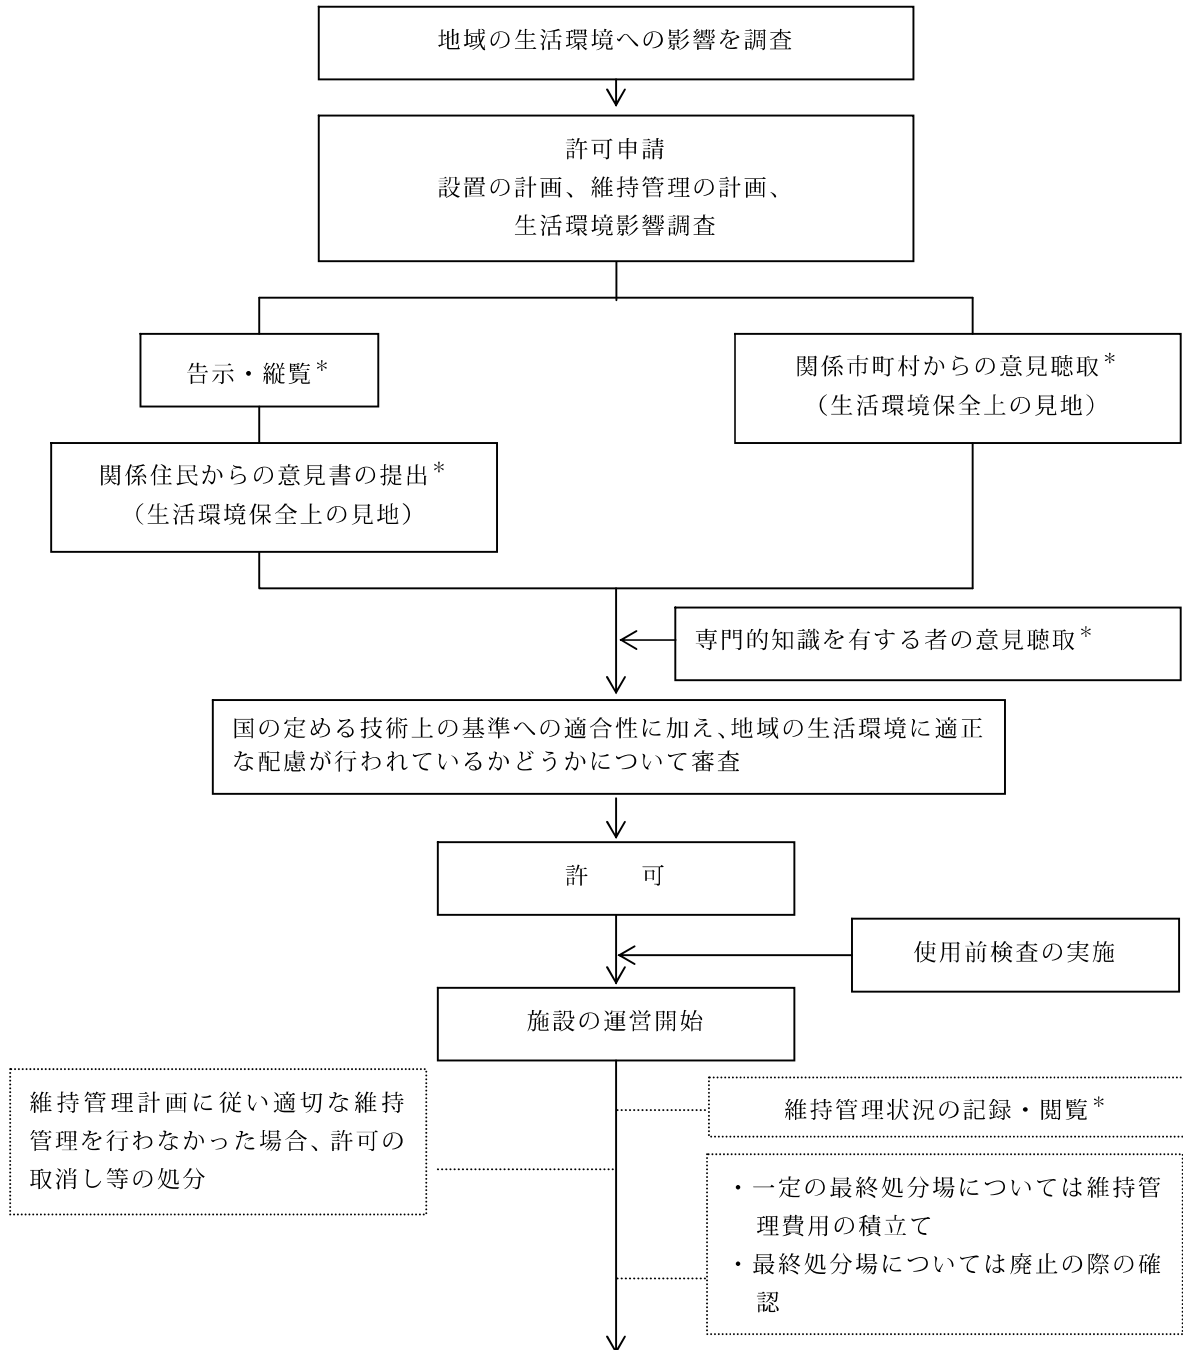 地域の生活環境への影響を調査
許可申請
設置の計画、維持管理の計画、
生活環境影響調査
告示・縦覧*
関係市町村からの意見聴取*
（生活環境保全上の見地）
関係住民からの意見書の提出*
（生活環境保全上の見地）
専門的知識を有する者の意見聴取*
国の定める技術上の基準への適合性に加え、地域の生活環境に適正
な配慮が行われているかどうかについて審査
許　可
使用前検査の実施
施設の運営開始
維持管理計画に従い適切な維持
管理を行わなかった場合、許可の
取消し等の処分
維持管理状況の記録・閲覧*
・一定の最終処分場については維持管
理費用の積立て
・最終処分場については廃止の際の確
認